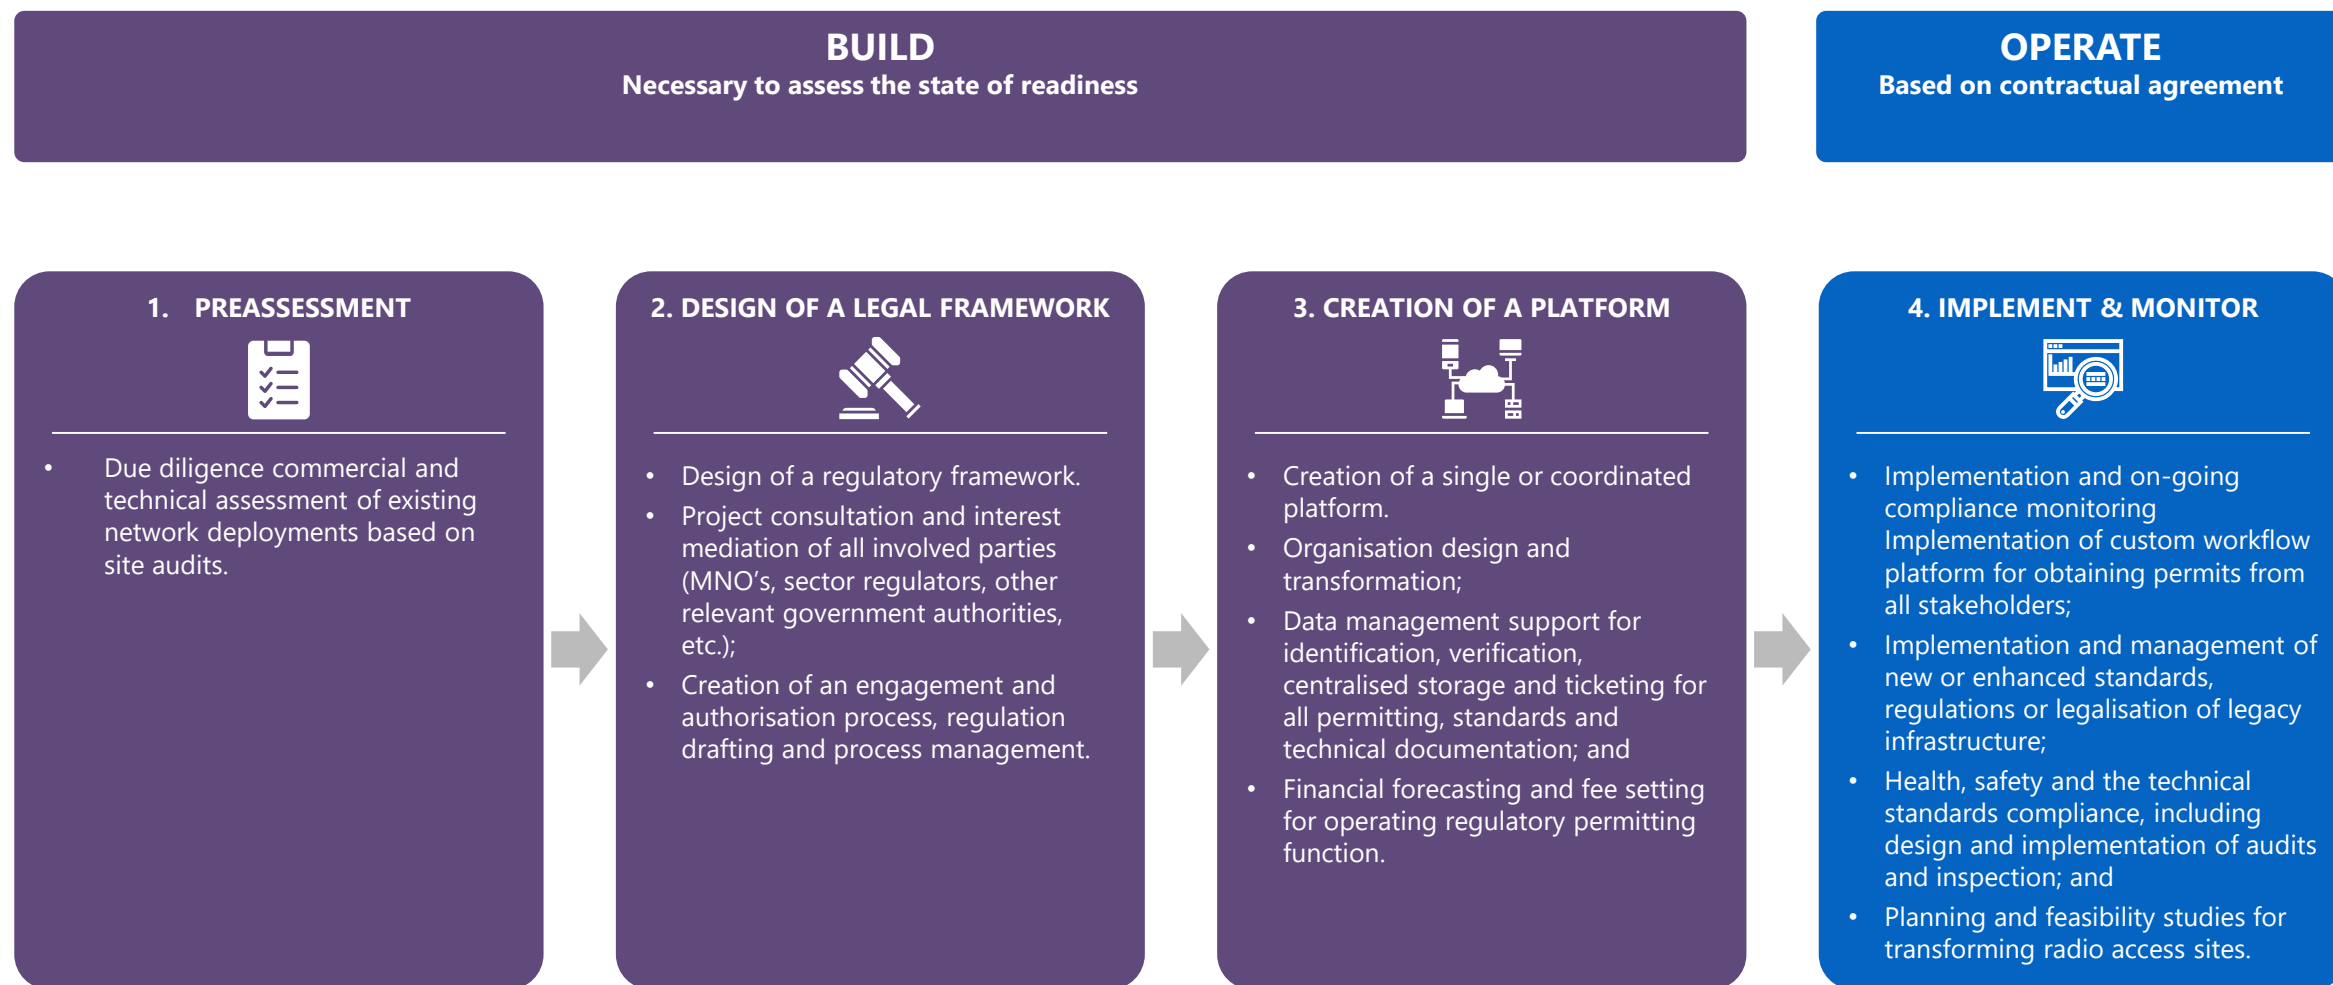 BUILD
Necessary to assess the state of readiness
OPERATE
Based on contractual agreement
1. PREASSESSMENT
• Due diligence commercial and
technical assessment of existing
network deployments based on
site audits.
2. DESIGN OF A LEGAL FRAMEWORK
• Design of a regulatory framework.
• Project consultation and interest
mediation of all involved parties
(MNO's, sector regulators, other
relevant government authorities,
etc.);
• Creation of an engagement and
authorisation process, regulation
drafting and process management.
3. CREATION OF A PLATFORM
• Creation of a single or coordinated
platform.
• Organisation design and
transformation;
• Data management support for
identification, verification,
centralised storage and ticketing for
all permitting, standards and
technical documentation; and
• Financial forecasting and fee setting
for operating regulatory permitting
function.
4. IMPLEMENT & MONITOR
• Implementation and on-going
compliance monitoring
Implementation of custom workflow
platform for obtaining permits from
all stakeholders;
• Implementation and management of
new or enhanced standards,
regulations or legalisation of legacy
infrastructure;
• Health, safety and the technical
standards compliance, including
design and implementation of audits
and inspection; and
• Planning and feasibility studies for
transforming radio access sites.